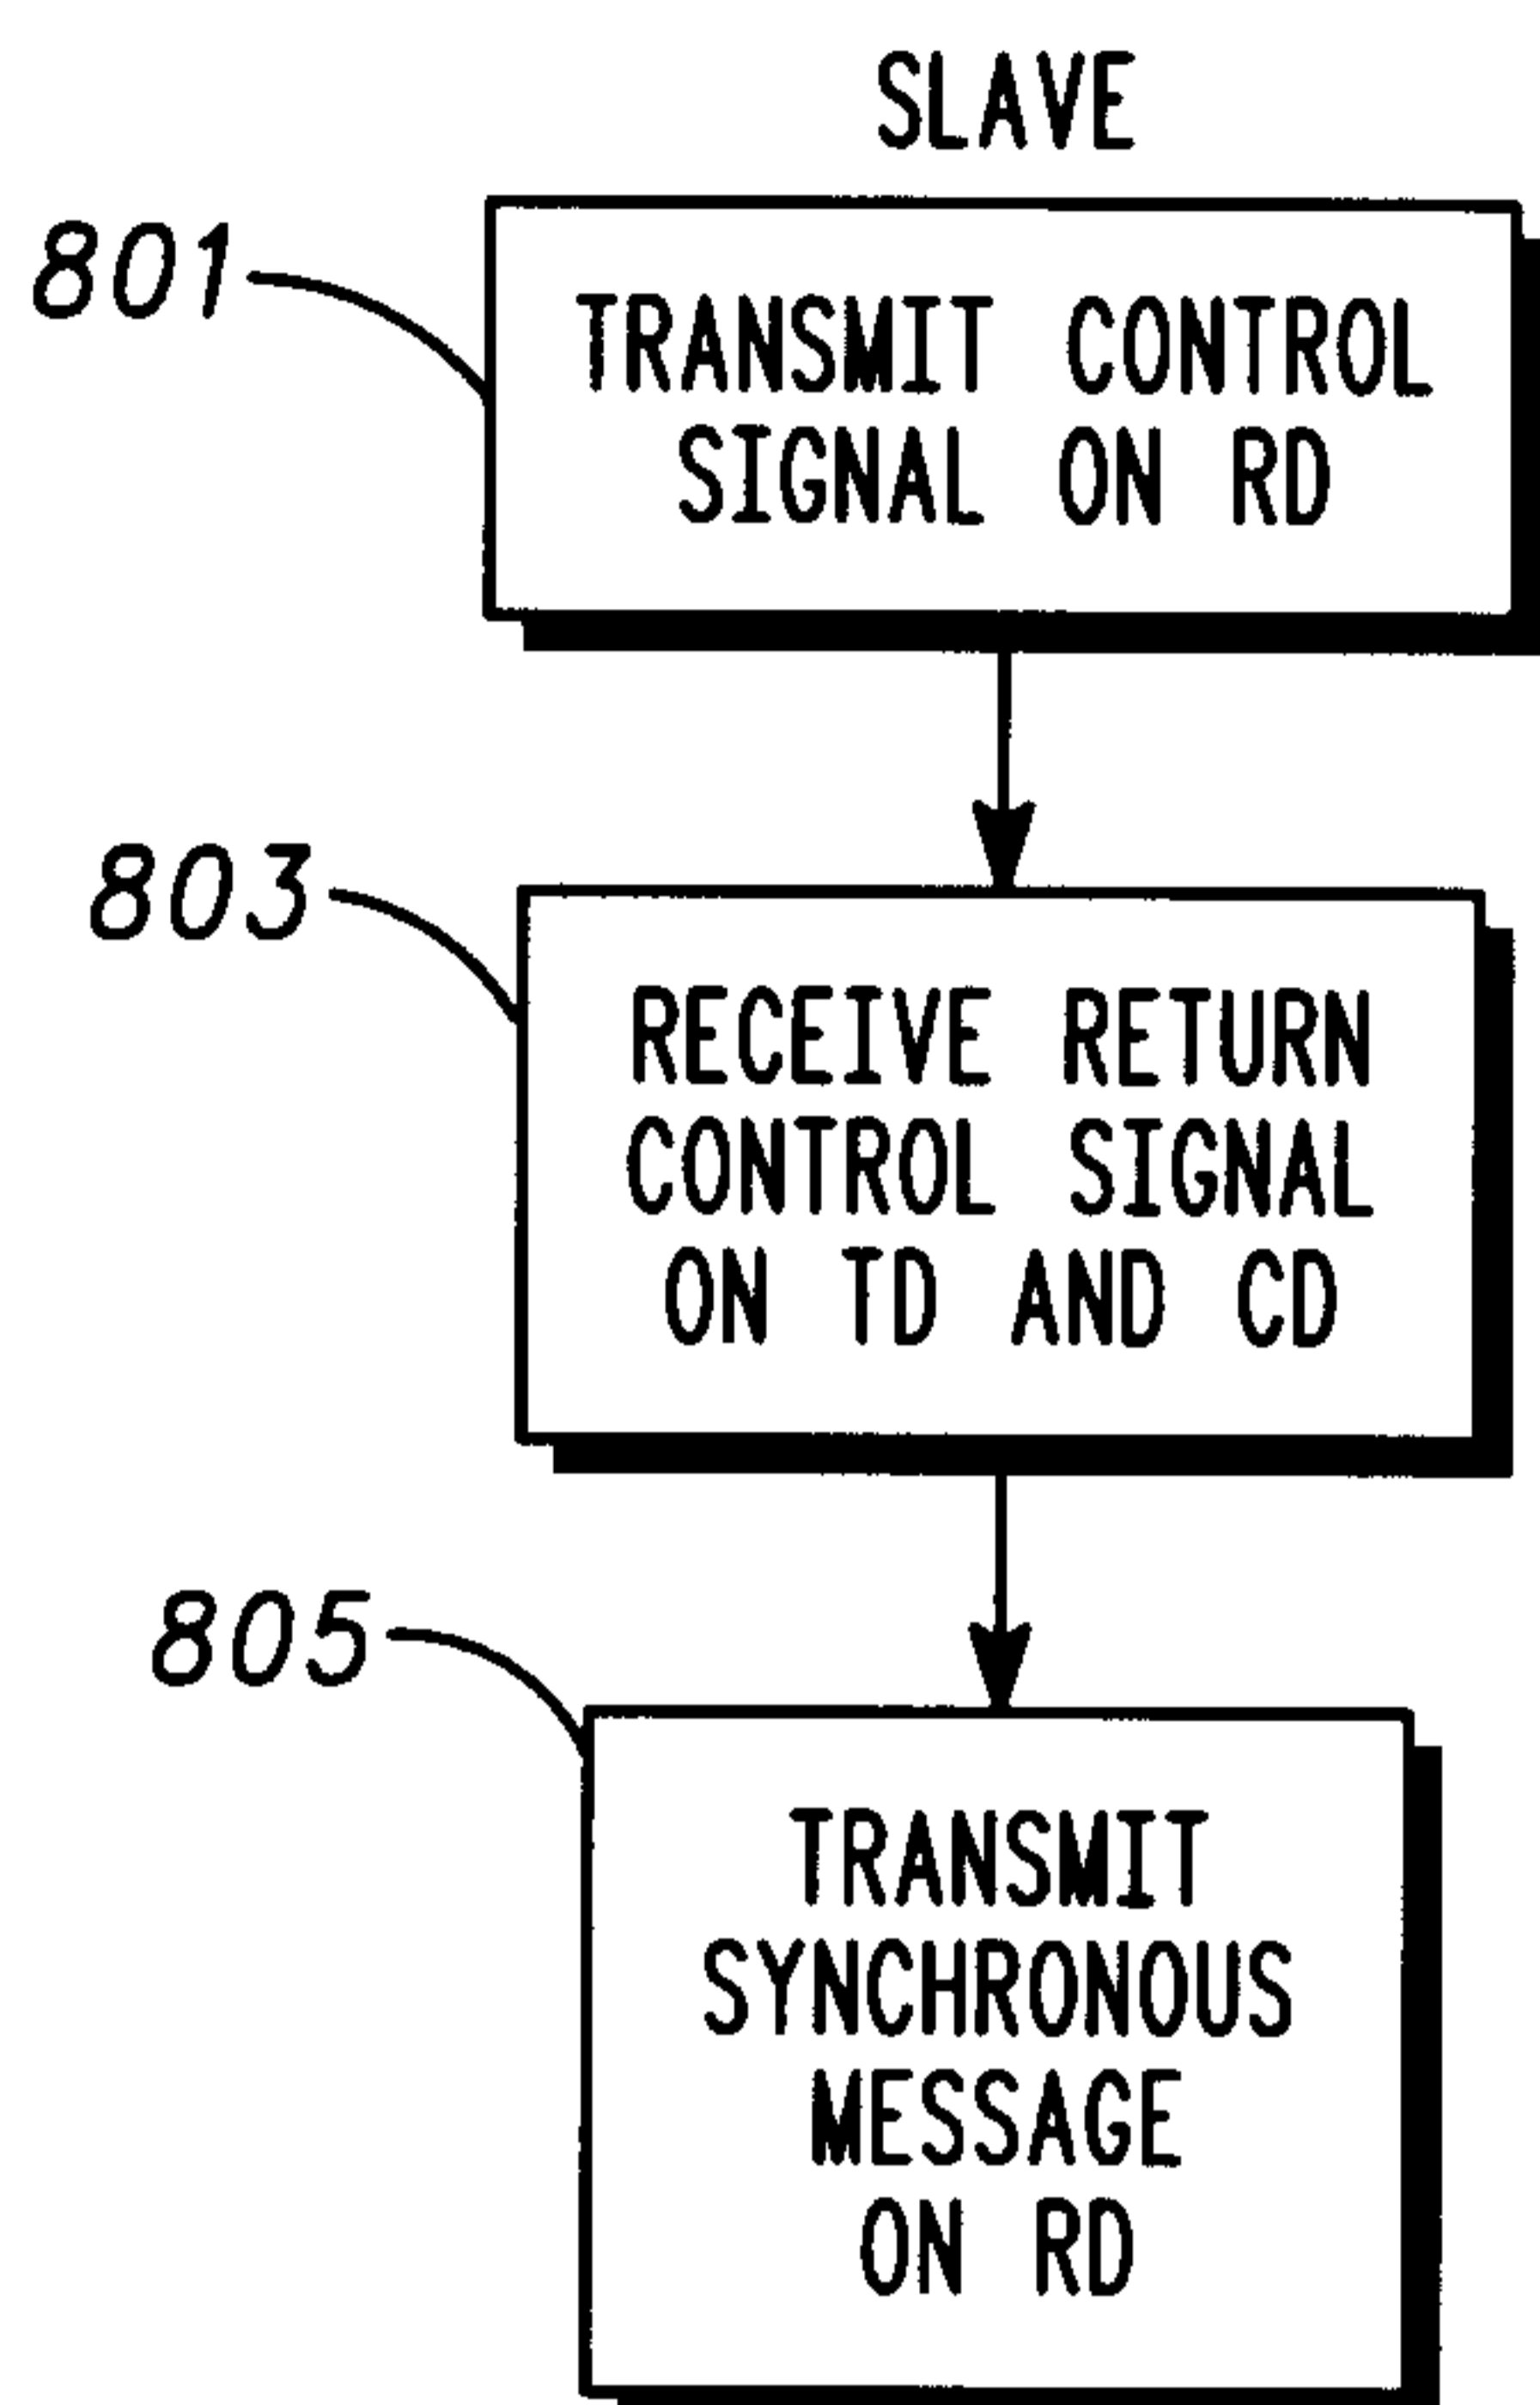 SLAVE
801
TRANSMIT CONTROL
SIGNAL ON RD
803
RECEIVE RETURN
CONTROL SIGNAL
ON TD AND CD
805
TRANSMIT
SYNCHRONOUS
MESSAGE
ON RD